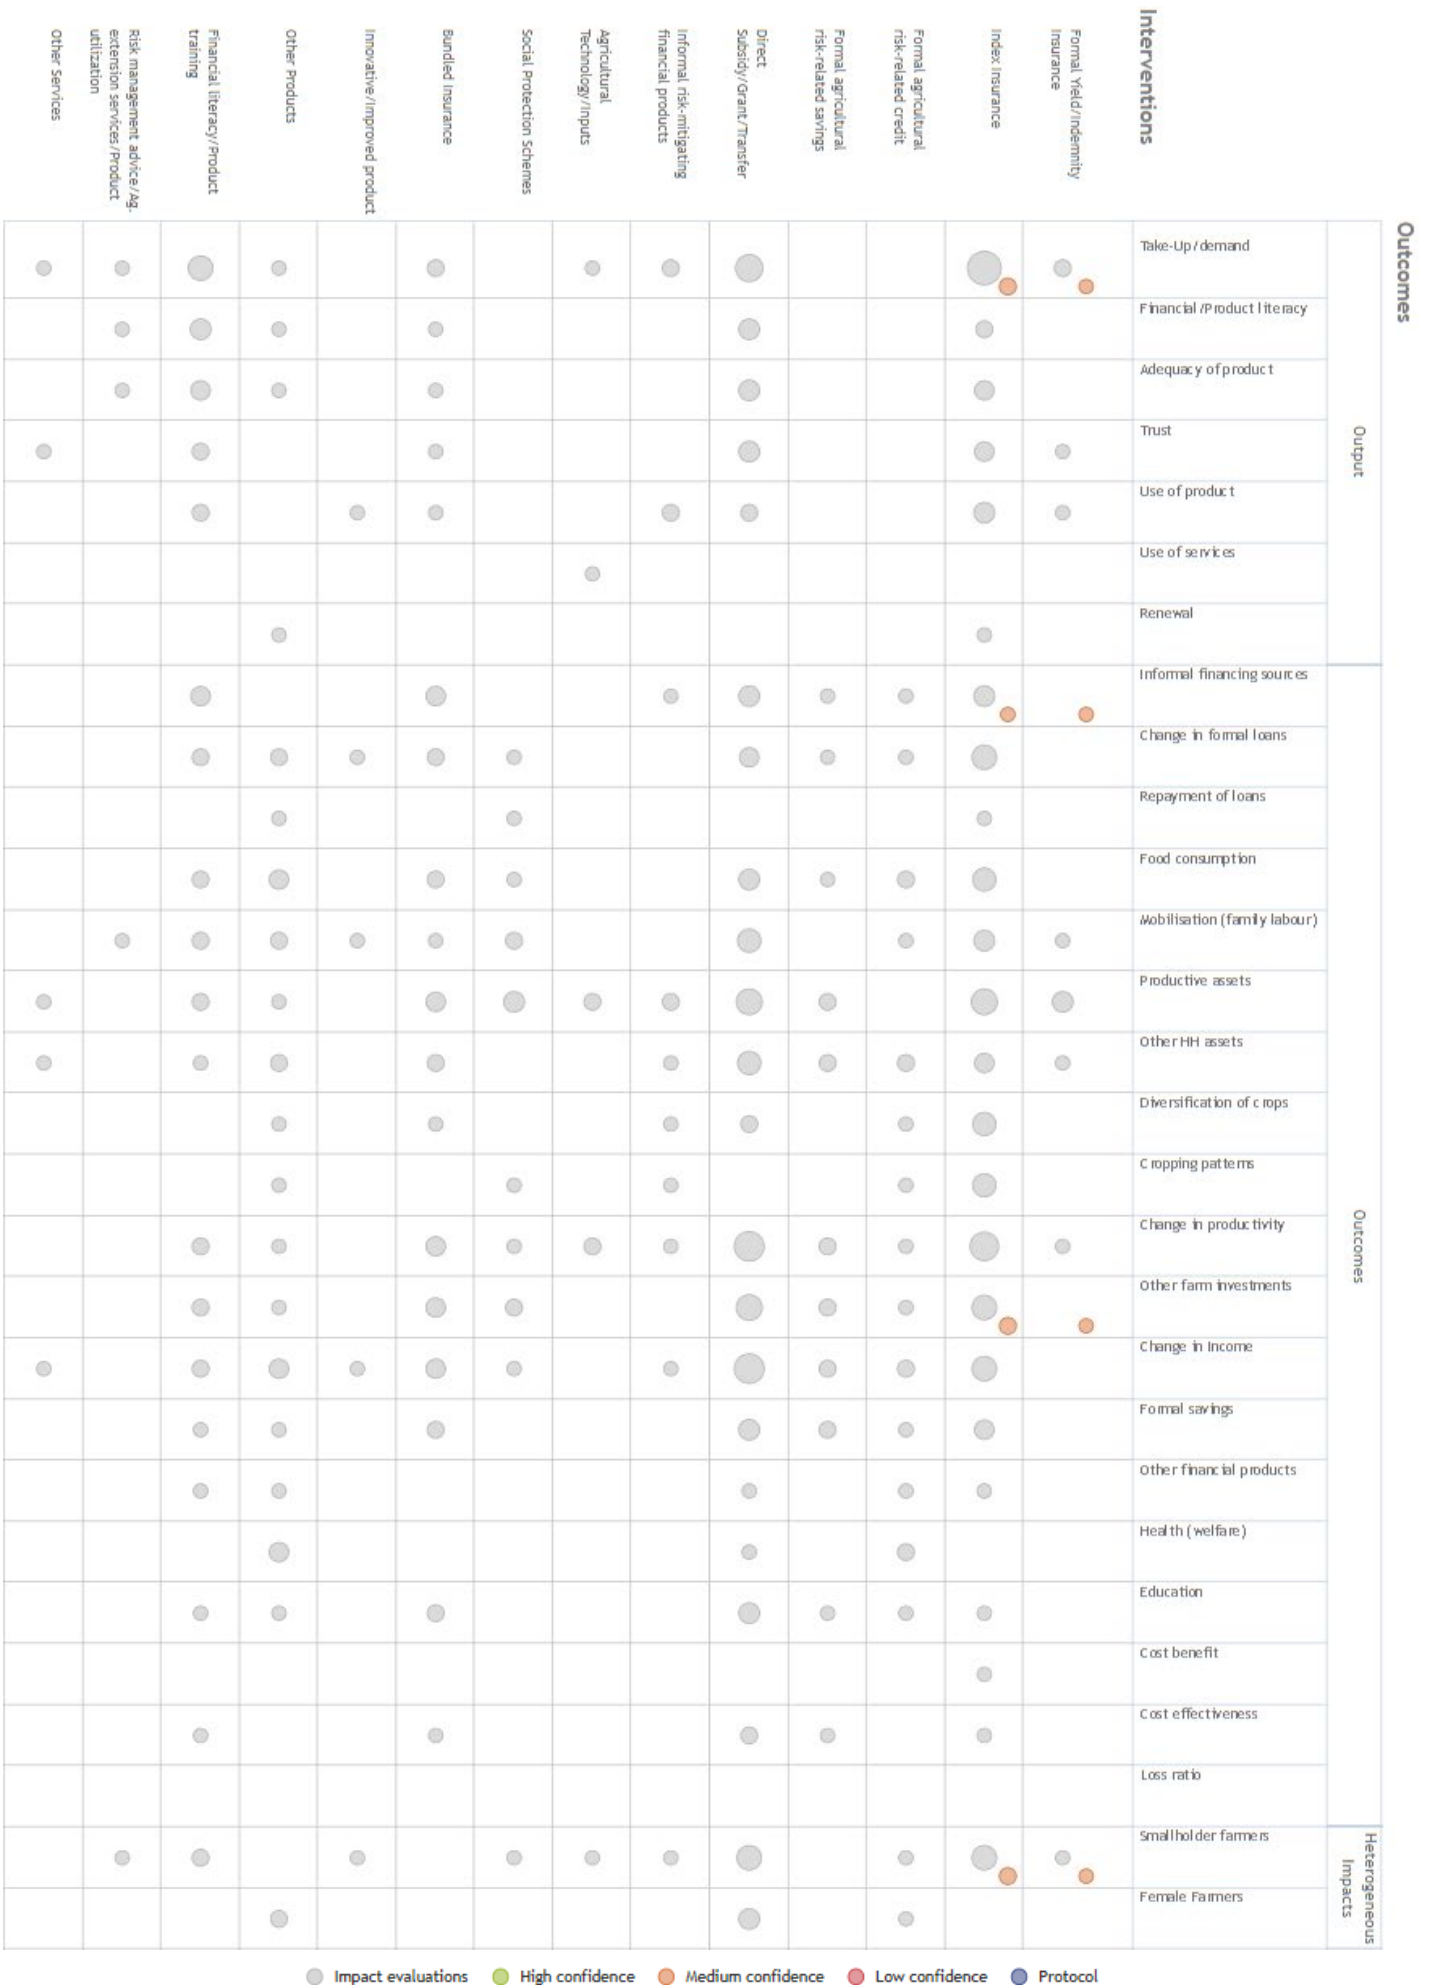 Outcomes
Interventions
Output
Outcomes
Heterogeneous
Impacts
Take-Up/demand
Financial/Product literacy
Adequacy of product
Trust
Use of product
Use of services
Renewal
Informal financing sources
Change in formal loans
Repayment of loans
Food consumption
Mobilisation (family labour)
Productive assets
Other HH assets
Diversification of crops
Cropping patterns
Change in productivity
Other farm investments
Change in Income
Formal savings
Other financial products
Health (welfare)
Education
Cost benefit
Cost effectiveness
Loss ratio
Smallholder farmers
Female Farmers
Formal Yield/Indemnity
Insurance
Index Insurance
Formal agricultural
risk-related credit
Formal agricultural
risk-related savings
Direct
Subsidy/Grant/Transfer
Informal risk-mitigating
financial products
Agricultural
Technology/Inputs
Social Protection Schemes
Bundled Insurance
Innovative/Improved product
Other Products
Financial literacy/Product
training
Risk management advice/Ag-
extension services/Product
utilization
Other Services
Impact evaluations
High confidence
Medium confidence
Low confidence
Protocol